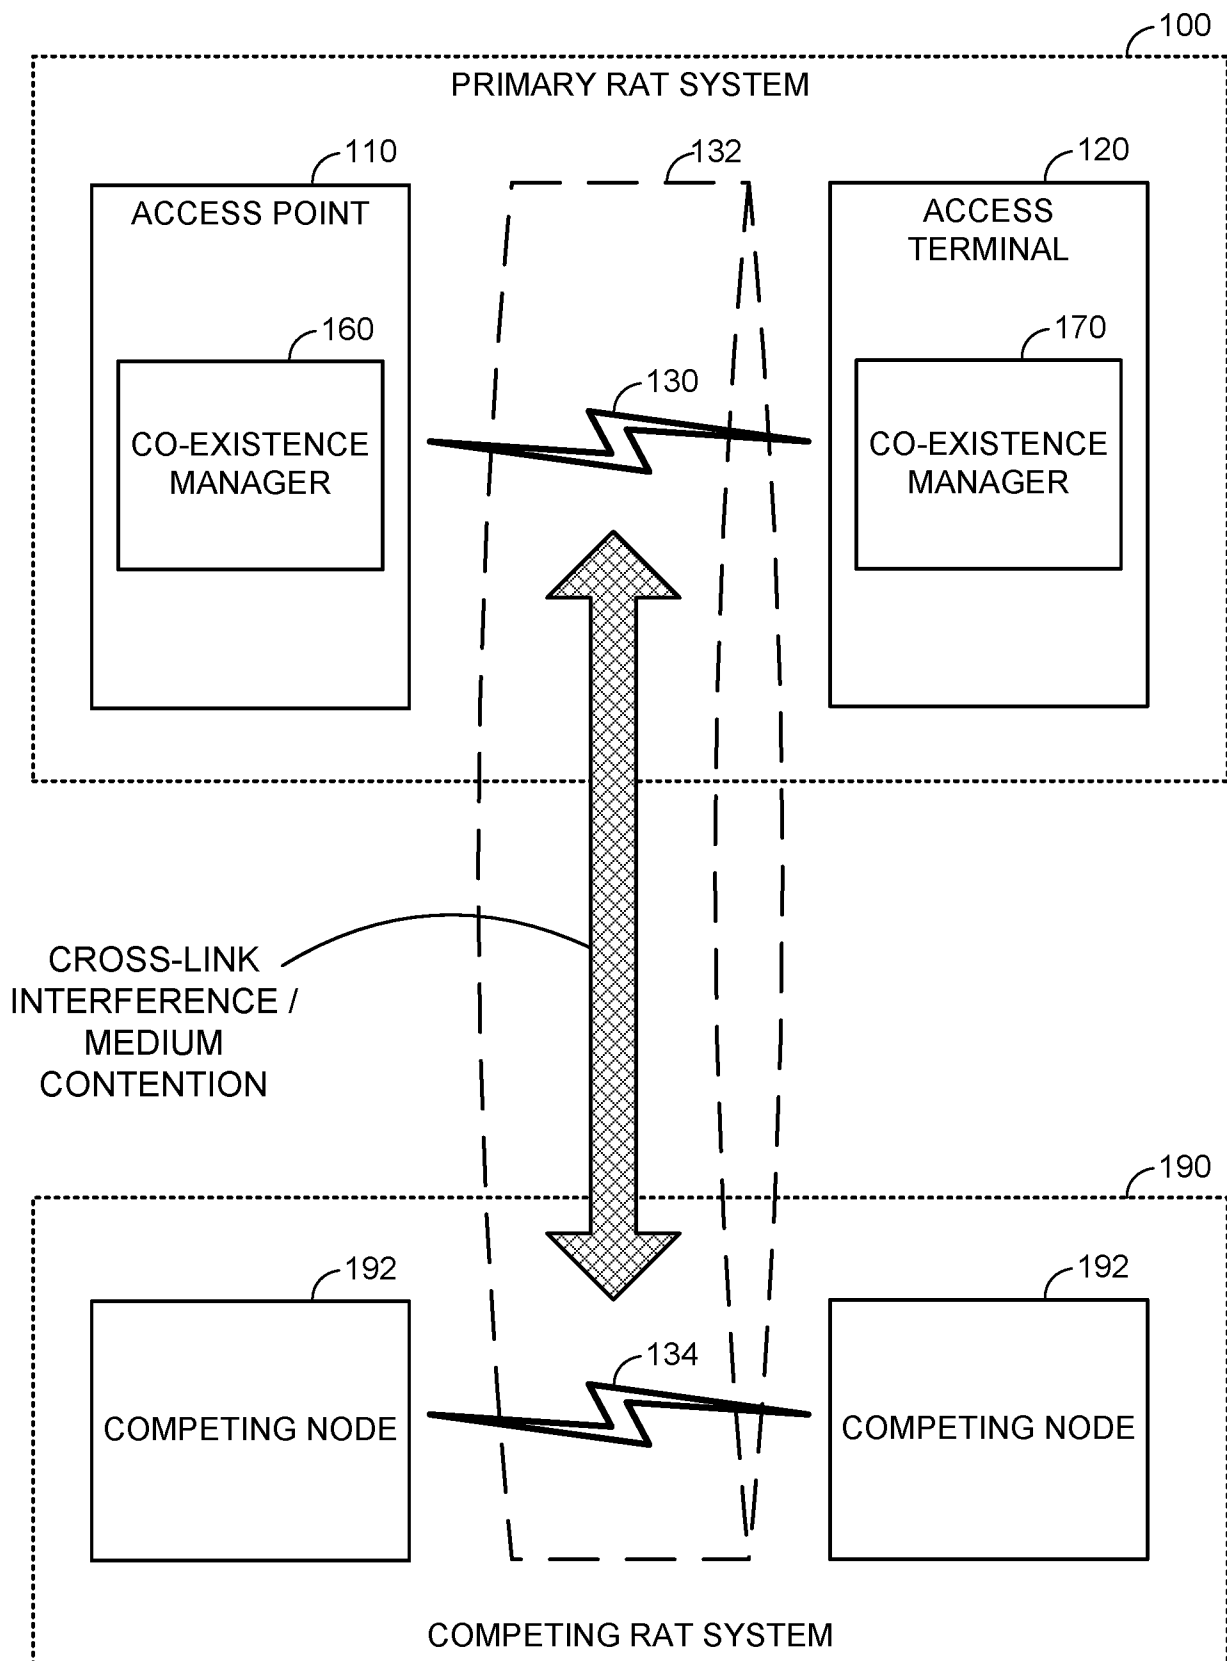 100
PRIMARY RAT SYSTEM
110
132
120
ACCESS POINT
ACCESS
TERMINAL
160
170
130
CO-EXISTENCE
MANAGER
CO-EXISTENCE
MANAGER
CROSS-LINK
INTERFERENCE /
MEDIUM
CONTENTION
190
192
192
134
COMPETING NODE
COMPETING NODE
COMPETING RAT SYSTEM